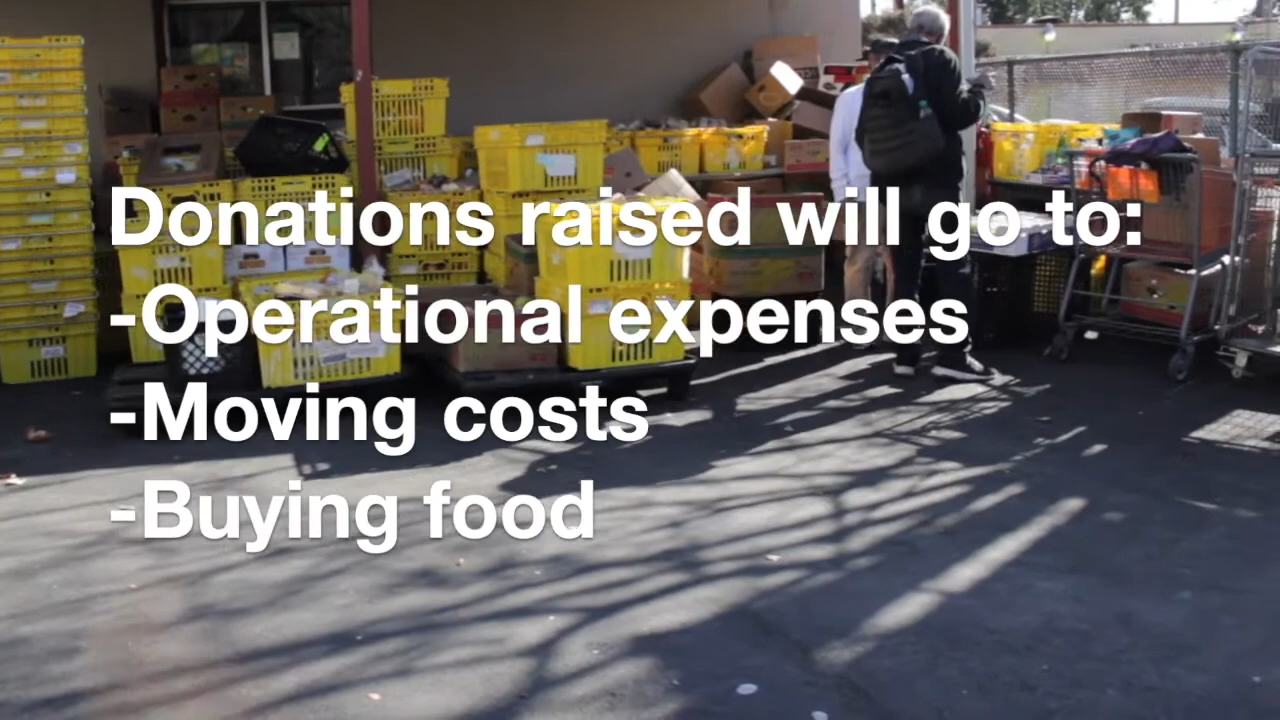 Donations raised will go to:
-Operational expenses
-Moving costs
-Buying food